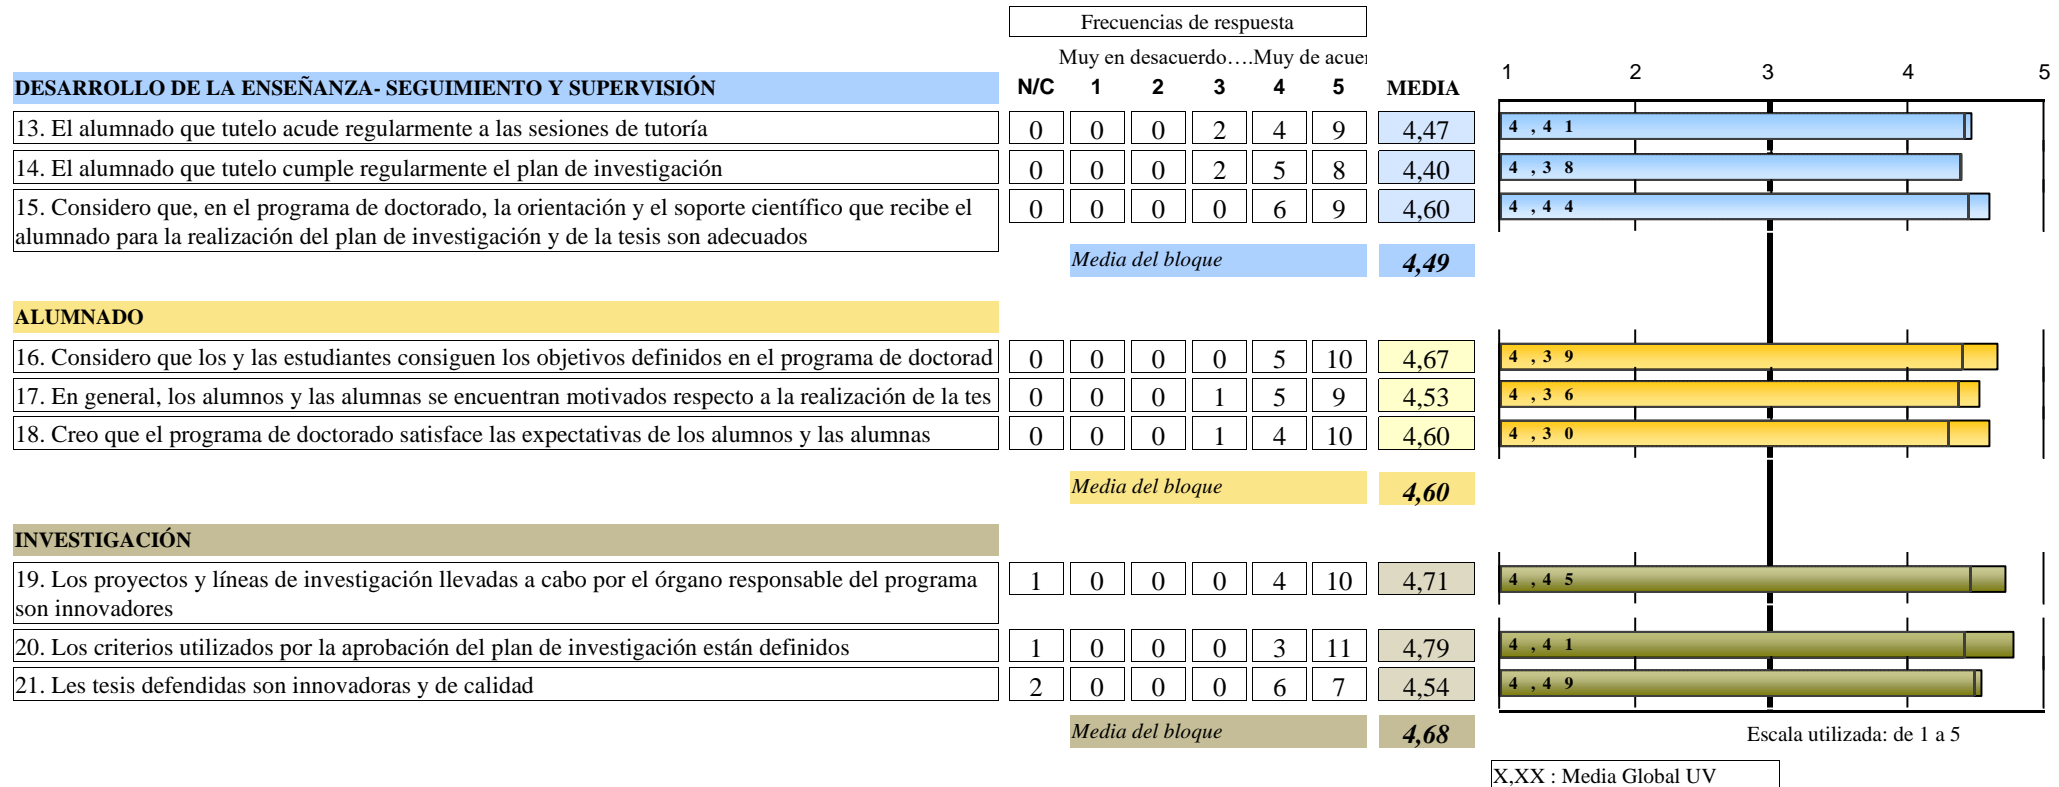 Frecuencias de respuesta
Muy en desacuerdo….Muy de acuer
DESARROLLO DE LA ENSEÑANZA- SEGUIMIENTO Y SUPERVISIÓN N/C 1 2 3 4 5 MEDIA 1 2 3 4 5
13. El alumnado que tutelo acude regularmente a las sesiones de tutoría 0 0 0 2 4 9 4,47 4,41
14. El alumnado que tutelo cumple regularmente el plan de investigación 0 0 0 2 5 8 4,40 4,38
15. Considero que, en el programa de doctorado, la orientación y el soporte científico que recibe el 0 0 0 0 6 9 4,60 4,44
alumnado para la realización del plan de investigación y de la tesis son adecuados
Media del bloque 4,49
ALUMNADO
16. Considero que los y las estudiantes consiguen los objetivos definidos en el programa de doctorad 0 0 0 0 5 10 4,67 4,39
17. En general, los alumnos y las alumnas se encuentran motivados respecto a la realización de la tes 0 0 0 1 5 9 4,53 4,36
18. Creo que el programa de doctorado satisface las expectativas de los alumnos y las alumnas 0 0 0 1 4 10 4,60 4,30
Media del bloque 4,60
INVESTIGACIÓN
19. Los proyectos y líneas de investigación llevadas a cabo por el órgano responsable del programa 1 0 0 0 4 10 4,71 4,45
son innovadores
20. Los criterios utilizados por la aprobación del plan de investigación están definidos 1 0 0 0 3 11 4,79 4,41
21. Les tesis defendidas son innovadoras y de calidad 2 0 0 0 6 7 4,54 4,49
Media del bloque 4,68
Escala utilizada: de 1 a 5
X,XX : Media Global UV